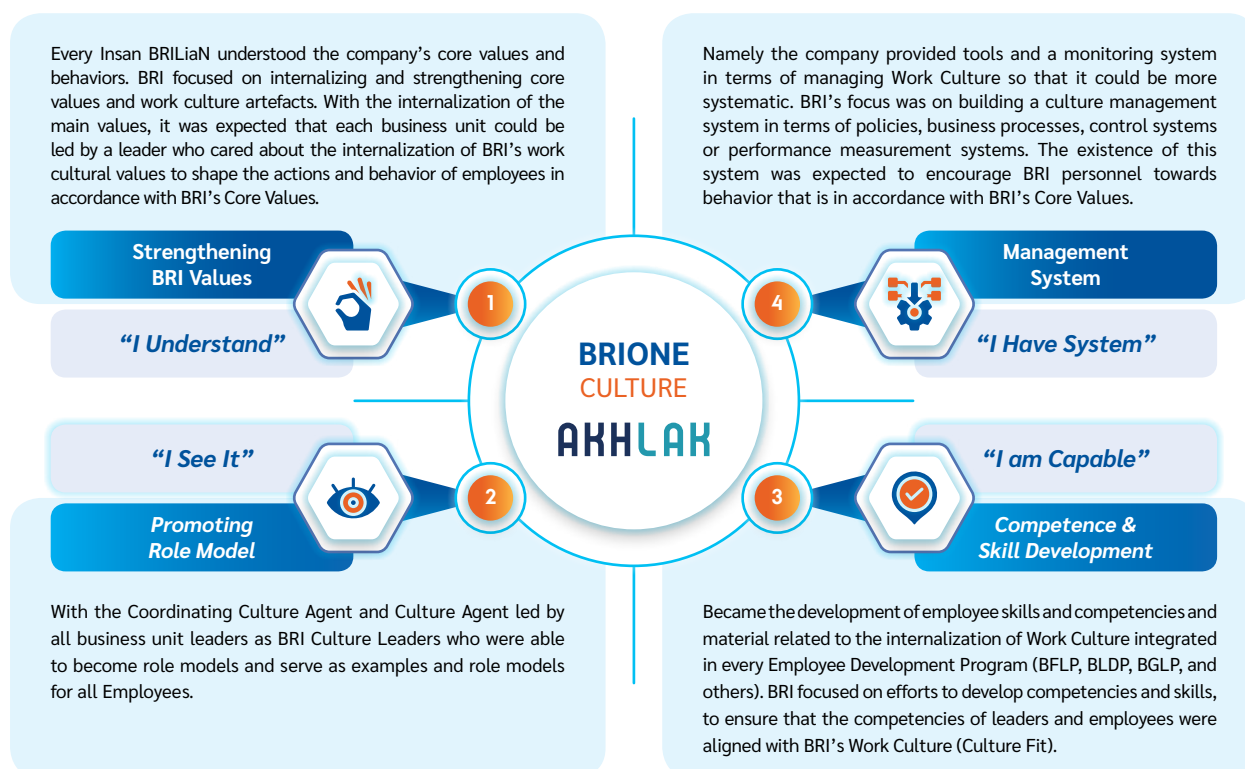 Every Insan BRILiaN understood the company's core values and
behaviors. BRI focused on internalizing and strengthening core
values and work culture artefacts. With the internalization of the
main values, it was expected that each business unit could be
led by a leader who cared about the internalization of BRI's work
cultural values to shape the actions and behavior of employees in
accordance with BRI's Core Values.
Strengthening
BRI Values
"I Understand"
1
"I See It"
Promoting
Role Model
2
With the Coordinating Culture Agent and Culture Agent led by
all business unit leaders as BRI Culture Leaders who were able
to become role models and serve as examples and role models
for all Employees.
BRIONE
CULTURE
AKHLAK
Namely the company provided tools and a monitoring system
in terms of managing Work Culture so that it could be more
systematic. BRI's focus was on building a culture management
system in terms of policies, business processes, control systems
or performance measurement systems. The existence of this
system was expected to encourage BRI personnel towards
behavior that is in accordance with BRI's Core Values.
4
Management
System
"I Have System"
3
"I am Capable"
Competence &
Skill Development
Became the development of employee skills and competencies and
material related to the internalization of Work Culture integrated
in every Employee Development Program (BFLP, BLDP, BGLP, and
others). BRI focused on efforts to develop competencies and skills,
to ensure that the competencies of leaders and employees were
aligned with BRI's Work Culture (Culture Fit).